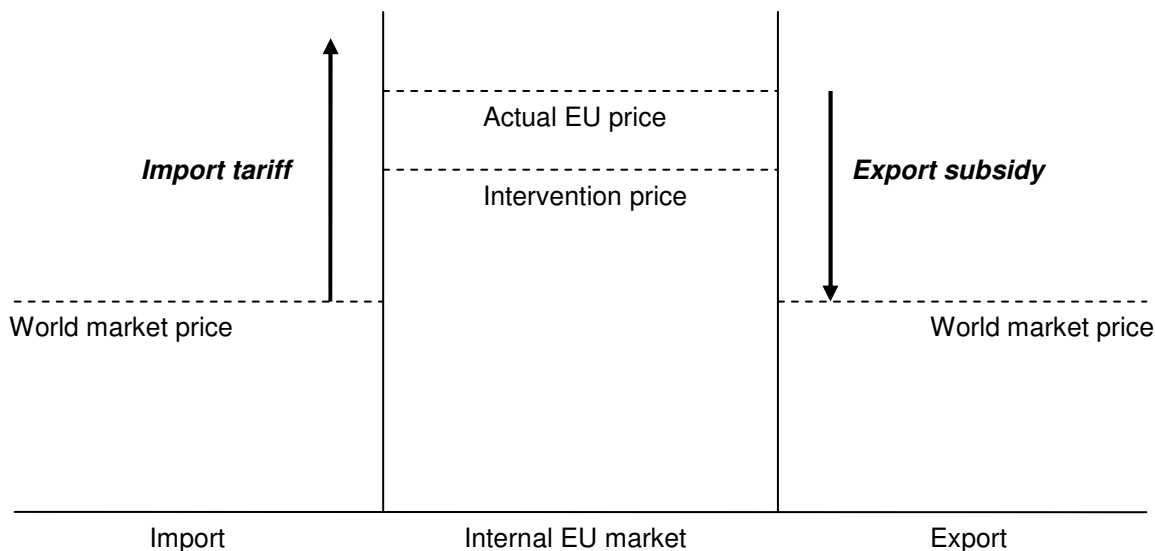 Actual EU price
Import tariff
Export subsidy
Intervention price
World market price
World market price
Import
Internal EU market
Export